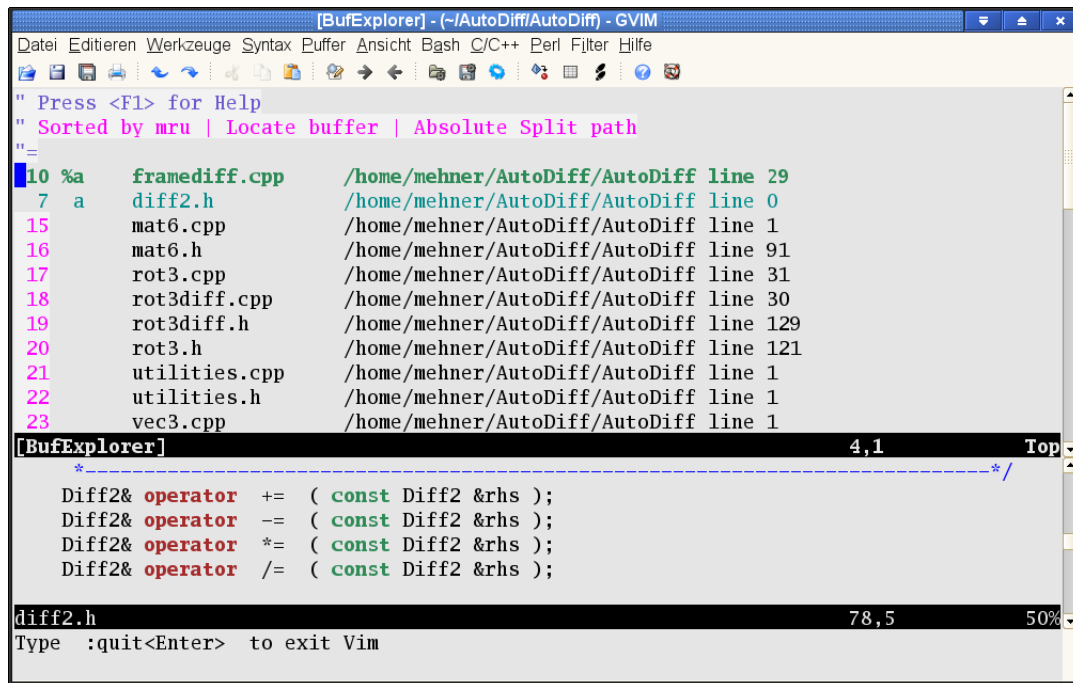 [BufExplorer] - (~/AutoDiff/AutoDiff) - GVIM
Datei Editieren Werkzeuge Syntax Puffer Ansicht Bash C/C++ Perl Filter Hilfe
" Press <F1> for Help
" Sorted by mru | Locate buffer | Absolute Split path
"=
10 %a framediff.cpp /home/mehner/AutoDiff/AutoDiff line 29
7 a diff2.h /home/mehner/AutoDiff/AutoDiff line 0
15 mat6.cpp /home/mehner/AutoDiff/AutoDiff line 1
16 mat6.h /home/mehner/AutoDiff/AutoDiff line 91
17 rot3.cpp /home/mehner/AutoDiff/AutoDiff line 31
18 rot3diff.cpp /home/mehner/AutoDiff/AutoDiff line 30
19 rot3diff.h /home/mehner/AutoDiff/AutoDiff line 129
20 rot3.h /home/mehner/AutoDiff/AutoDiff line 121
21 utilities.cpp /home/mehner/AutoDiff/AutoDiff line 1
22 utilities.h /home/mehner/AutoDiff/AutoDiff line 1
23 vec3.cpp /home/mehner/AutoDiff/AutoDiff line 1
[BufExplorer] 4,1 Top
*-----------------------------------------------------------------------------*/
Diff2& operator += ( const Diff2 &rhs );
Diff2& operator -= ( const Diff2 &rhs );
Diff2& operator *= ( const Diff2 &rhs );
Diff2& operator /= ( const Diff2 &rhs );
diff2.h 78,5 50%
Type :quit<Enter> to exit Vim